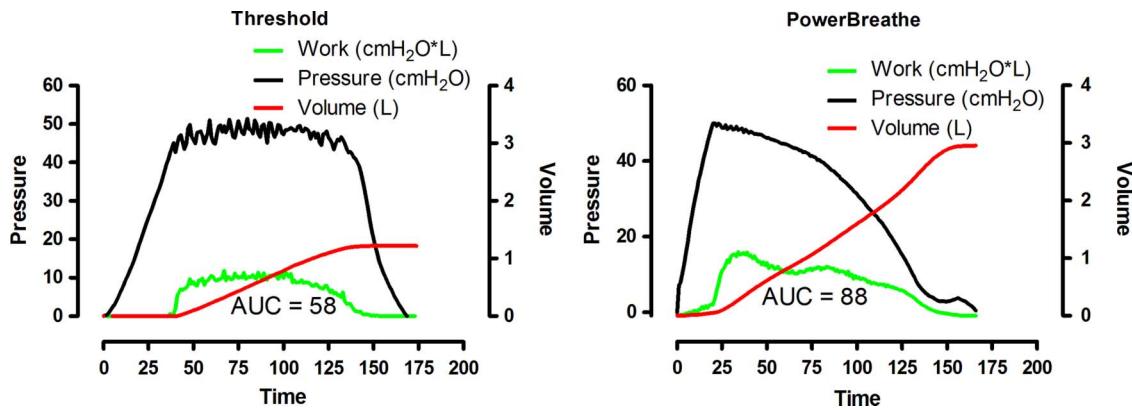 Threshold
Work (cmH₂O*L)
Pressure (cmH₂O)
Volume (L)
60
50
40
30
20
10
0
Pressure
4
3
2
1
0
Volume
AUC = 58
0 25 50 75 100 125 150 175 200
Time
PowerBreathe
Work (cmH₂O*L)
Pressure (cmH₂O)
Volume (L)
60
40
20
0
Pressure
4
3
2
1
0
Volume
AUC = 88
0 25 50 75 100 125 150 175 200
Time